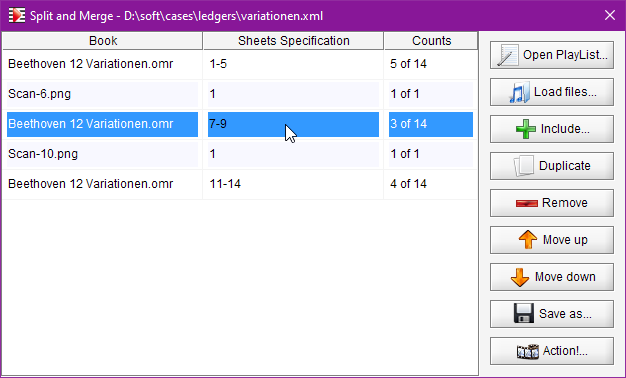 Split and Merge - D:\soft\cases\ledgers\variationen.xml
Book Sheets Specification Counts
Beethoven 12 Variationen.omr 1-5 5 of 14
Scan-6.png 1 1 of 1
Beethoven 12 Variationen.omr 7-9 3 of 14
Scan-10.png 1 1 of 1
Beethoven 12 Variationen.omr 11-14 4 of 14
Open PlayList...
Load files...
Include...
Duplicate
Remove
Move up
Move down
Save as...
Action!...